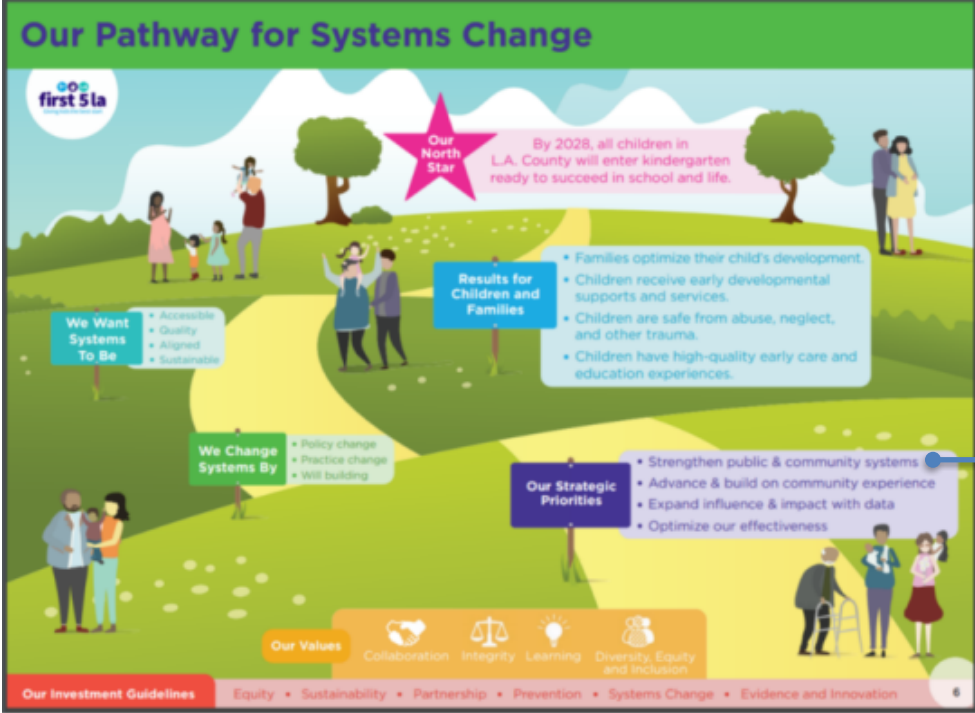 Our Pathway for Systems Change
first 5 la
Our
North
Star
By 2028, all children in
L.A. County will enter kindergarten
ready to succeed in school and life.
Results for
Children and
Families
• Families optimize their child's development.
• Children receive early developmental
supports and services.
• Children are safe from abuse, neglect,
and other trauma.
• Children have high-quality early care and
education experiences.
We Want
Systems
To Be
• Accessible
• Quality
• Aligned
• Sustainable
We Change
Systems By
• Policy change
• Practice change
• Will building
Our Strategic
Priorities
• Strengthen public & community systems
• Advance & build on community experience
• Expand influence & impact with data
• Optimize our effectiveness
Our Values
Collaboration
Integrity
Learning
Diversity, Equity
and Inclusion
Our Investment Guidelines
Equity • Sustainability • Partnership • Prevention • Systems Change • Evidence and Innovation
6